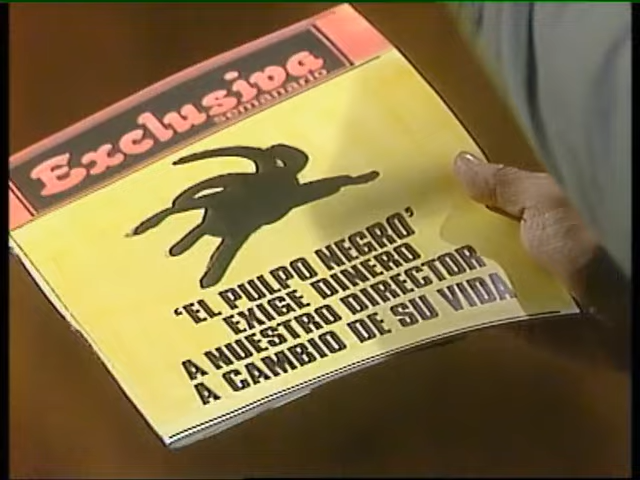 Exclusiva
semanario
'EL PULPO NEGRO'
EXIGE DINERO
A NUESTRO DIRECTOR
A CAMBIO DE SU VIDA